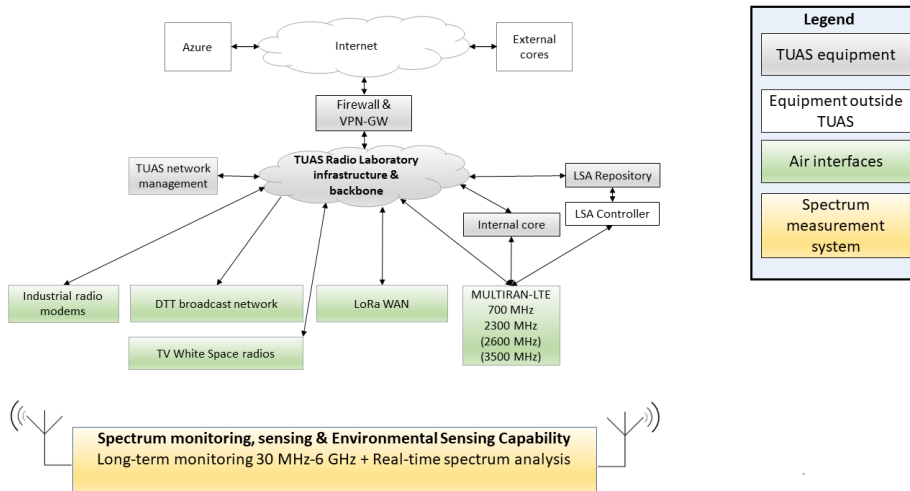 Azure
Internet
External
cores
Firewall &
VPN-GW
TUAS network
management
TUAS Radio Laboratory
infrastructure &
backbone
LSA Repository
Internal core
LSA Controller
Industrial radio
modems
DTT broadcast network
TV White Space radios
LoRa WAN
MULTIRAN-LTE
700 MHz
2300 MHz
(2600 MHz)
(3500 MHz)
Spectrum monitoring, sensing & Environmental Sensing Capability
Long-term monitoring 30 MHz-6 GHz + Real-time spectrum analysis
Legend
TUAS equipment
Equipment outside
TUAS
Air interfaces
Spectrum
measurement
system